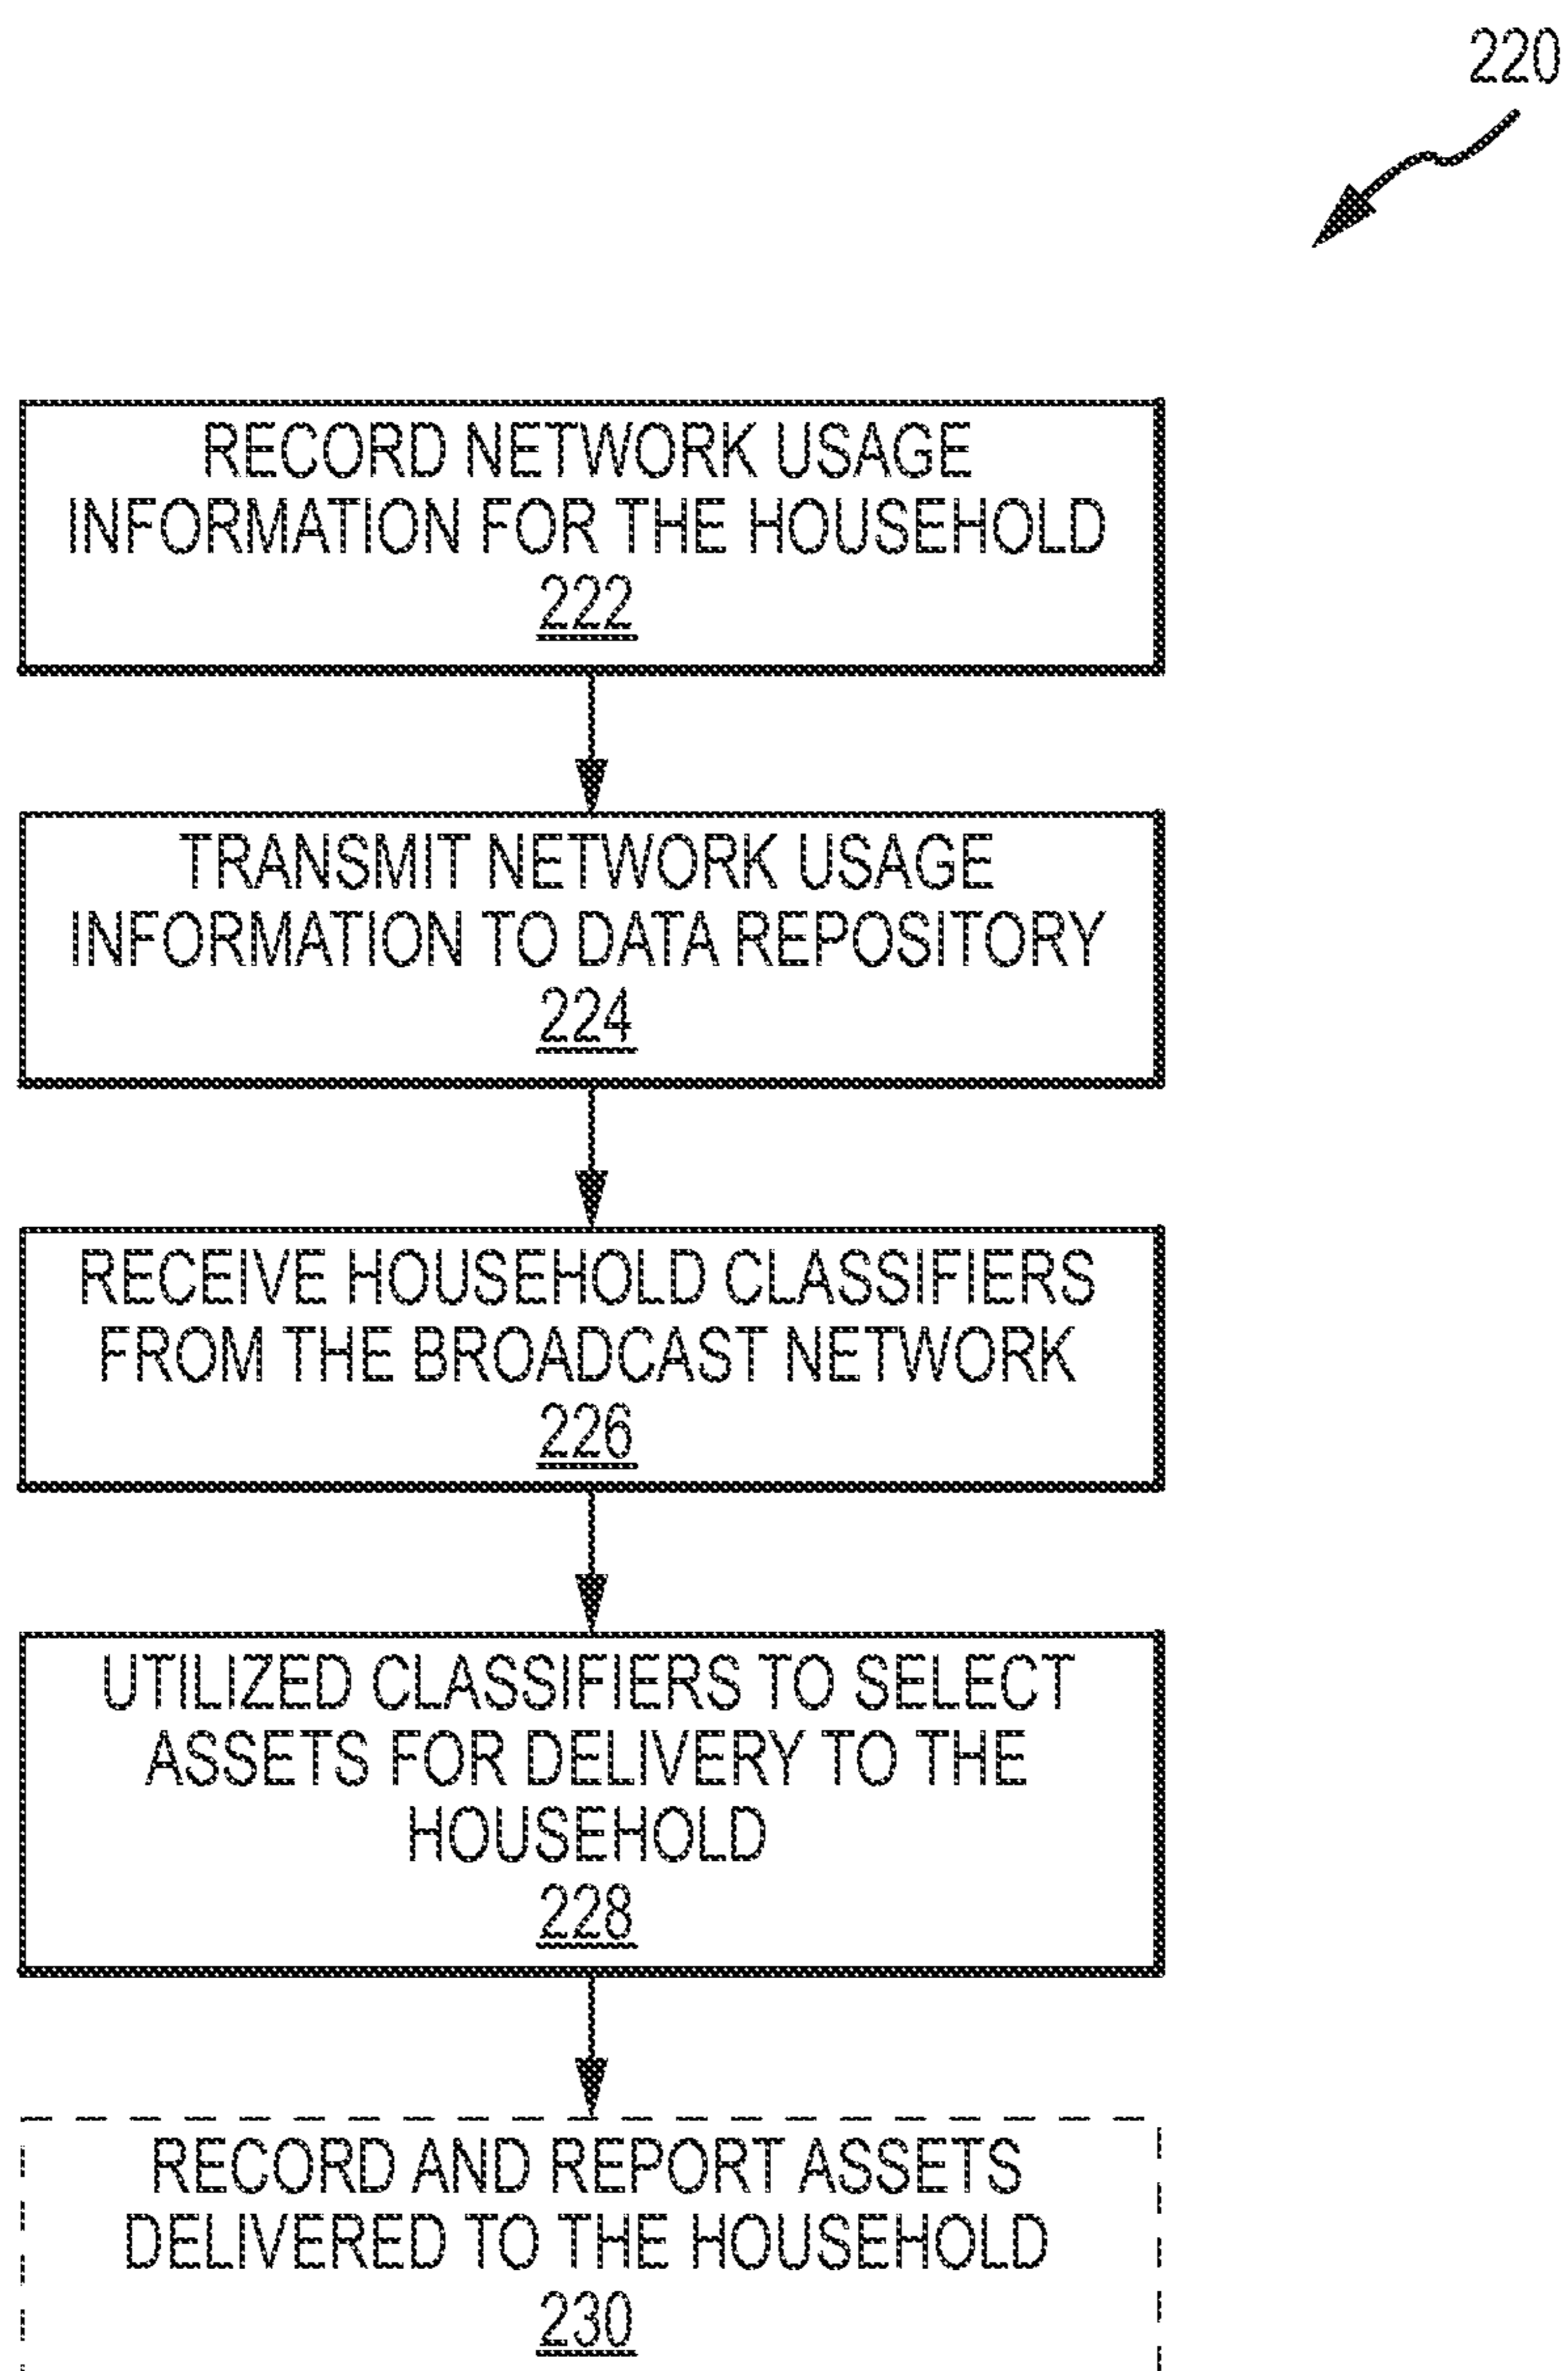 220
RECORD NETWORK USAGE
INFORMATION FOR THE HOUSEHOLD
222
TRANSMIT NETWORK USAGE
INFORMATION TO DATA REPOSITORY
224
RECEIVE HOUSEHOLD CLASSIFIERS
FROM THE BROADCAST NETWORK
226
UTILIZED CLASSIFIERS TO SELECT
ASSETS FOR DELIVERY TO THE
HOUSEHOLD
228
RECORD AND REPORT ASSETS
DELIVERED TO THE HOUSEHOLD
230